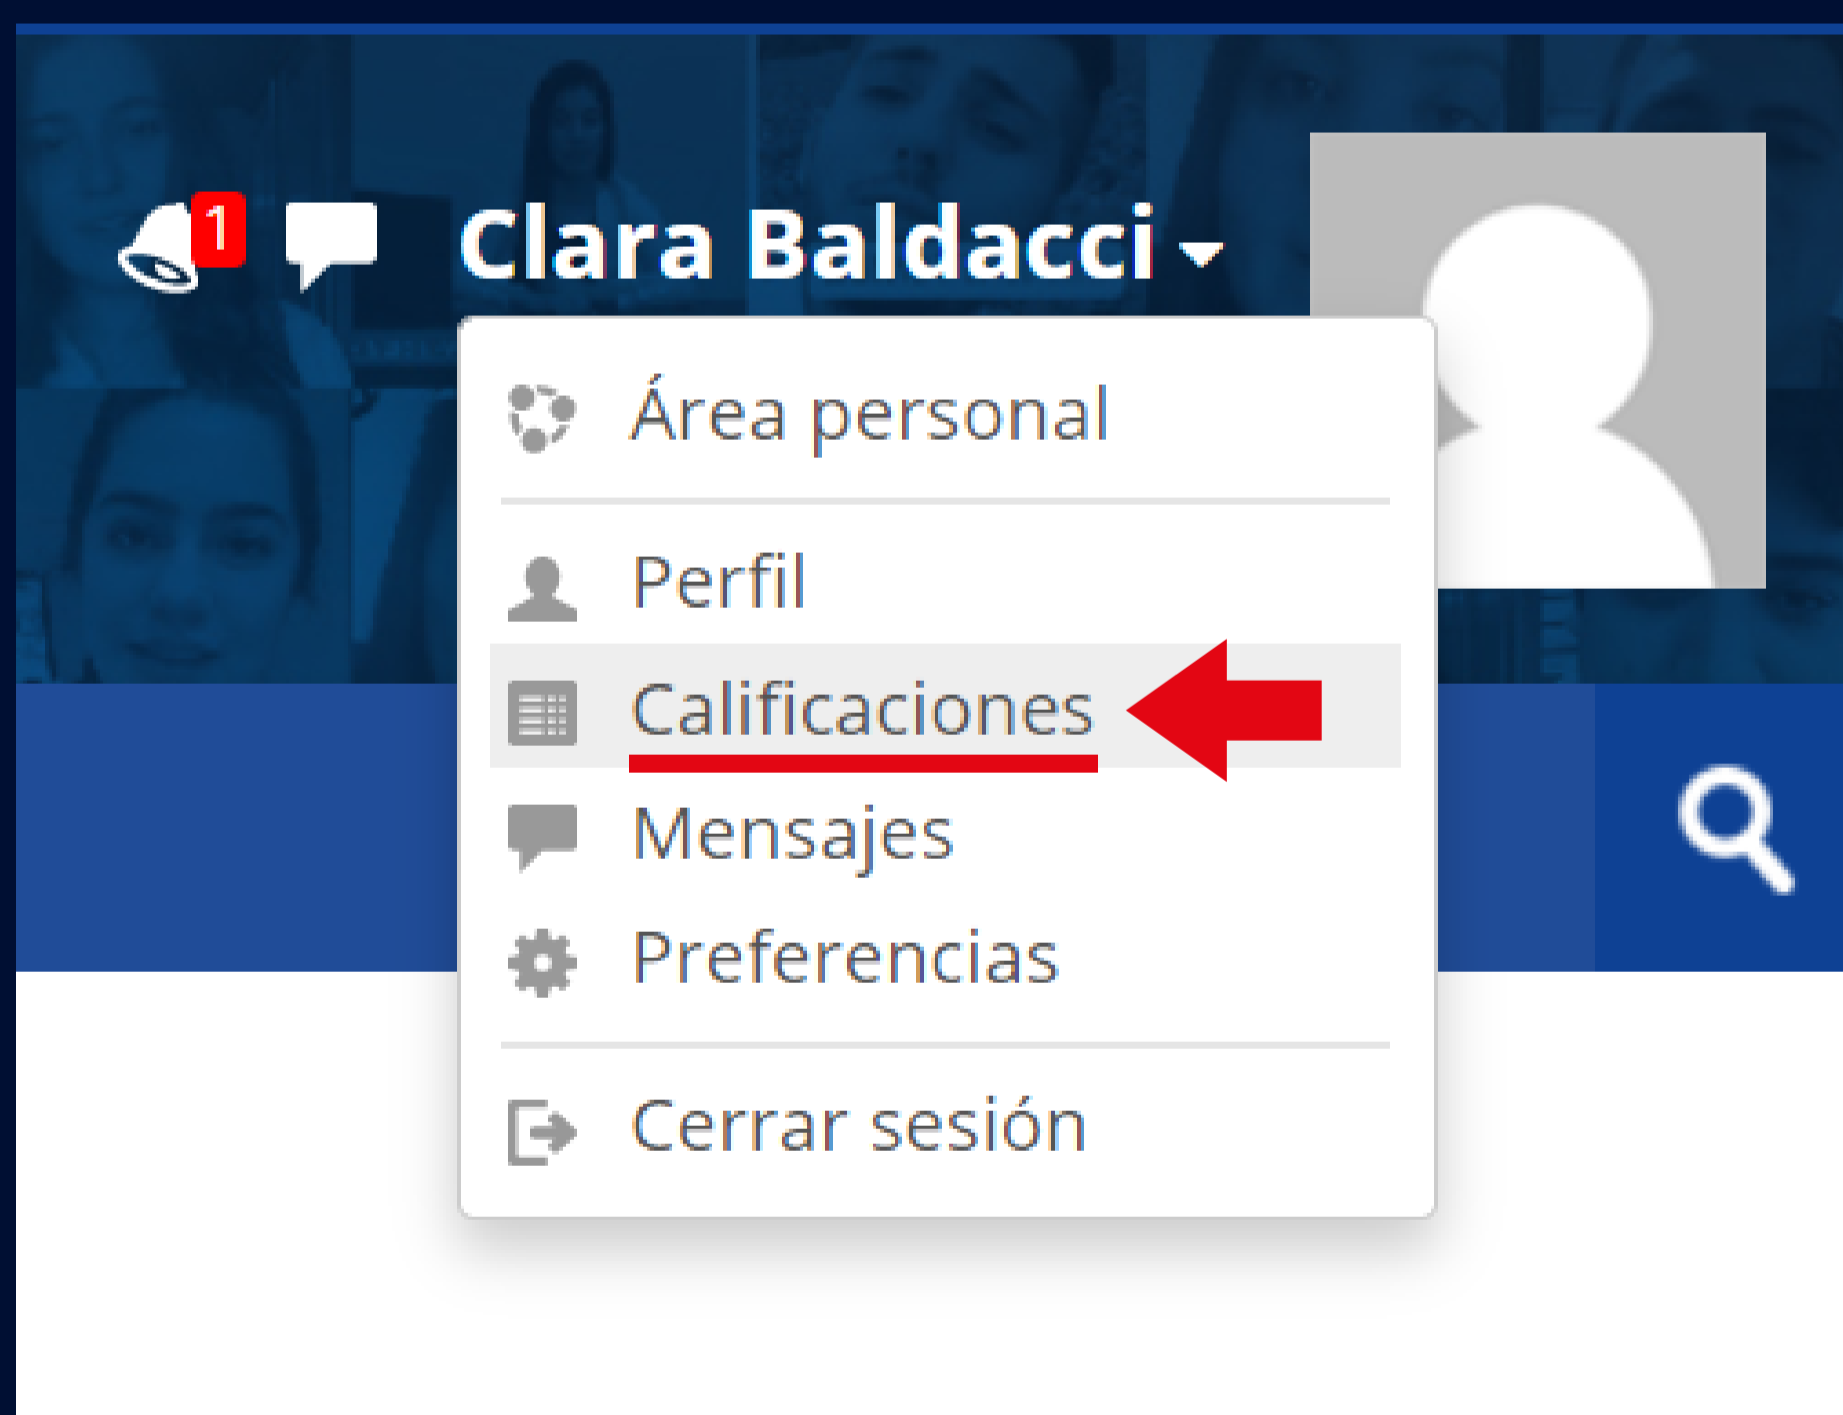 1 Clara Baldacci
Área personal
Perfil
Calificaciones
Mensajes
Preferencias
Cerrar sesión